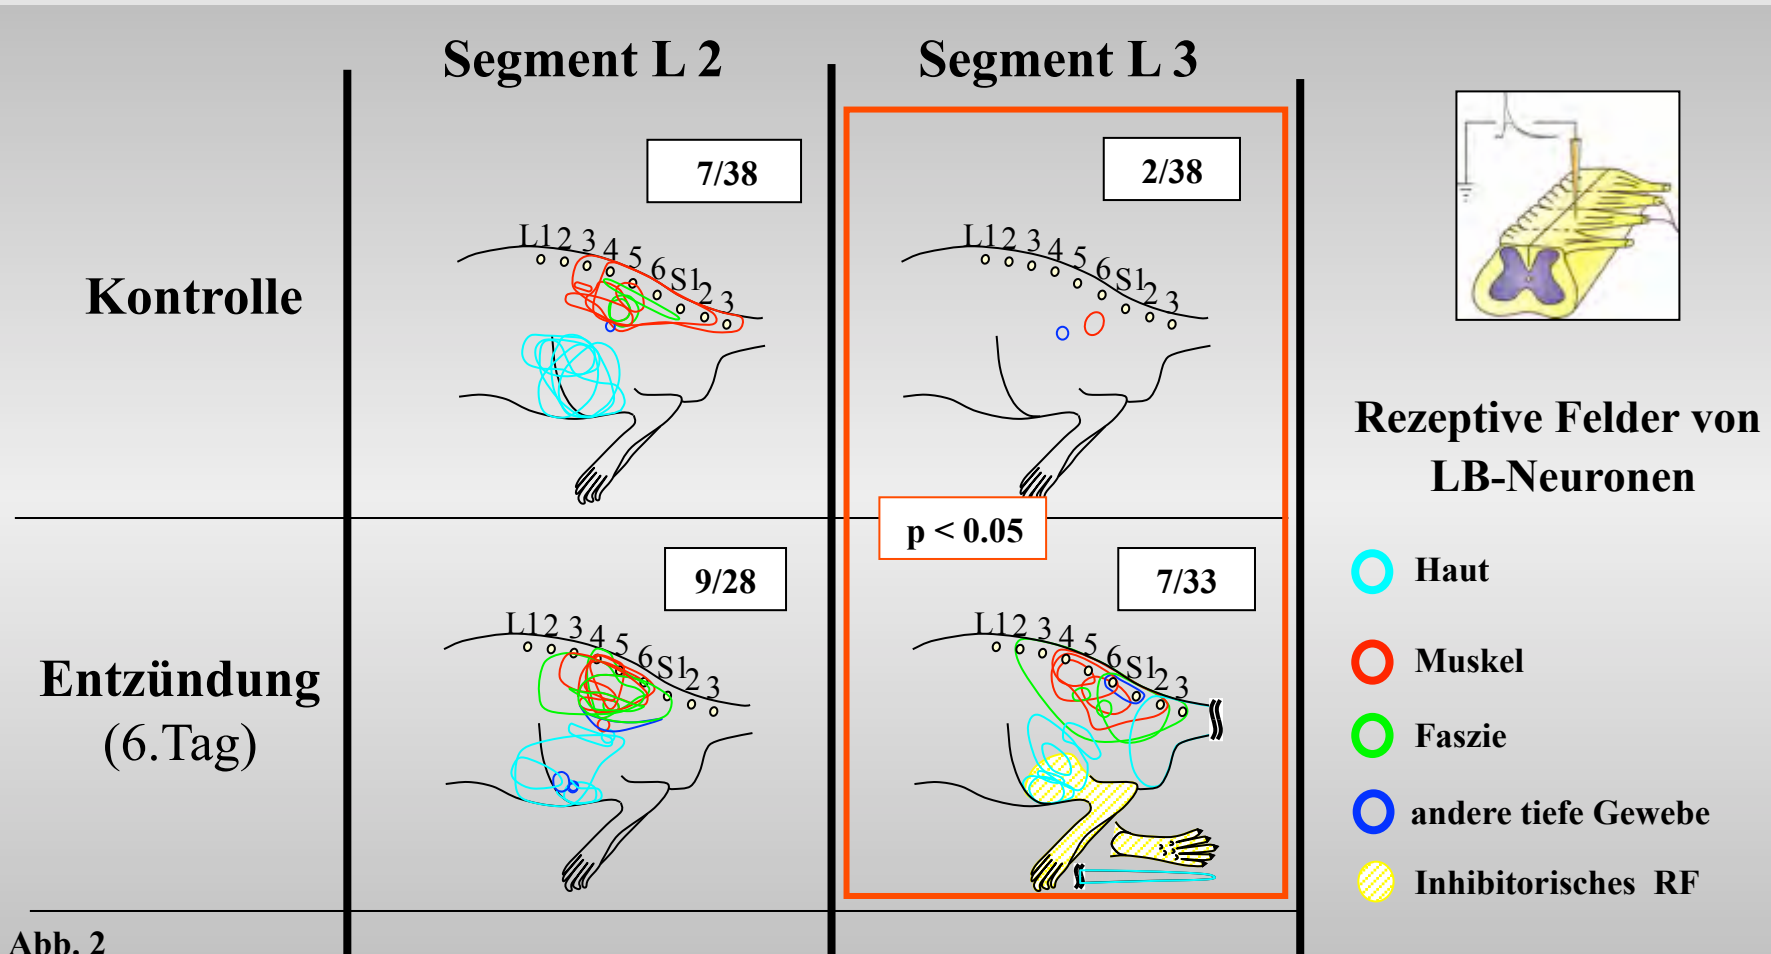 Segment L 2
Segment L 3
7/38
2/38
L1 2 3 4 5 6 S1 2 3
L1 2 3 4 5 6 S1 2 3
Kontrolle
Rezeptive Felder von
LB-Neuronen
p < 0.05
9/28
7/33
L1 2 3 4 5 6 S1 2 3
L1 2 3 4 5 6 S1 2 3
Entzündung
(6.Tag)
Haut
Muskel
Faszie
andere tiefe Gewebe
Inhibitorisches RF
Abb. 2